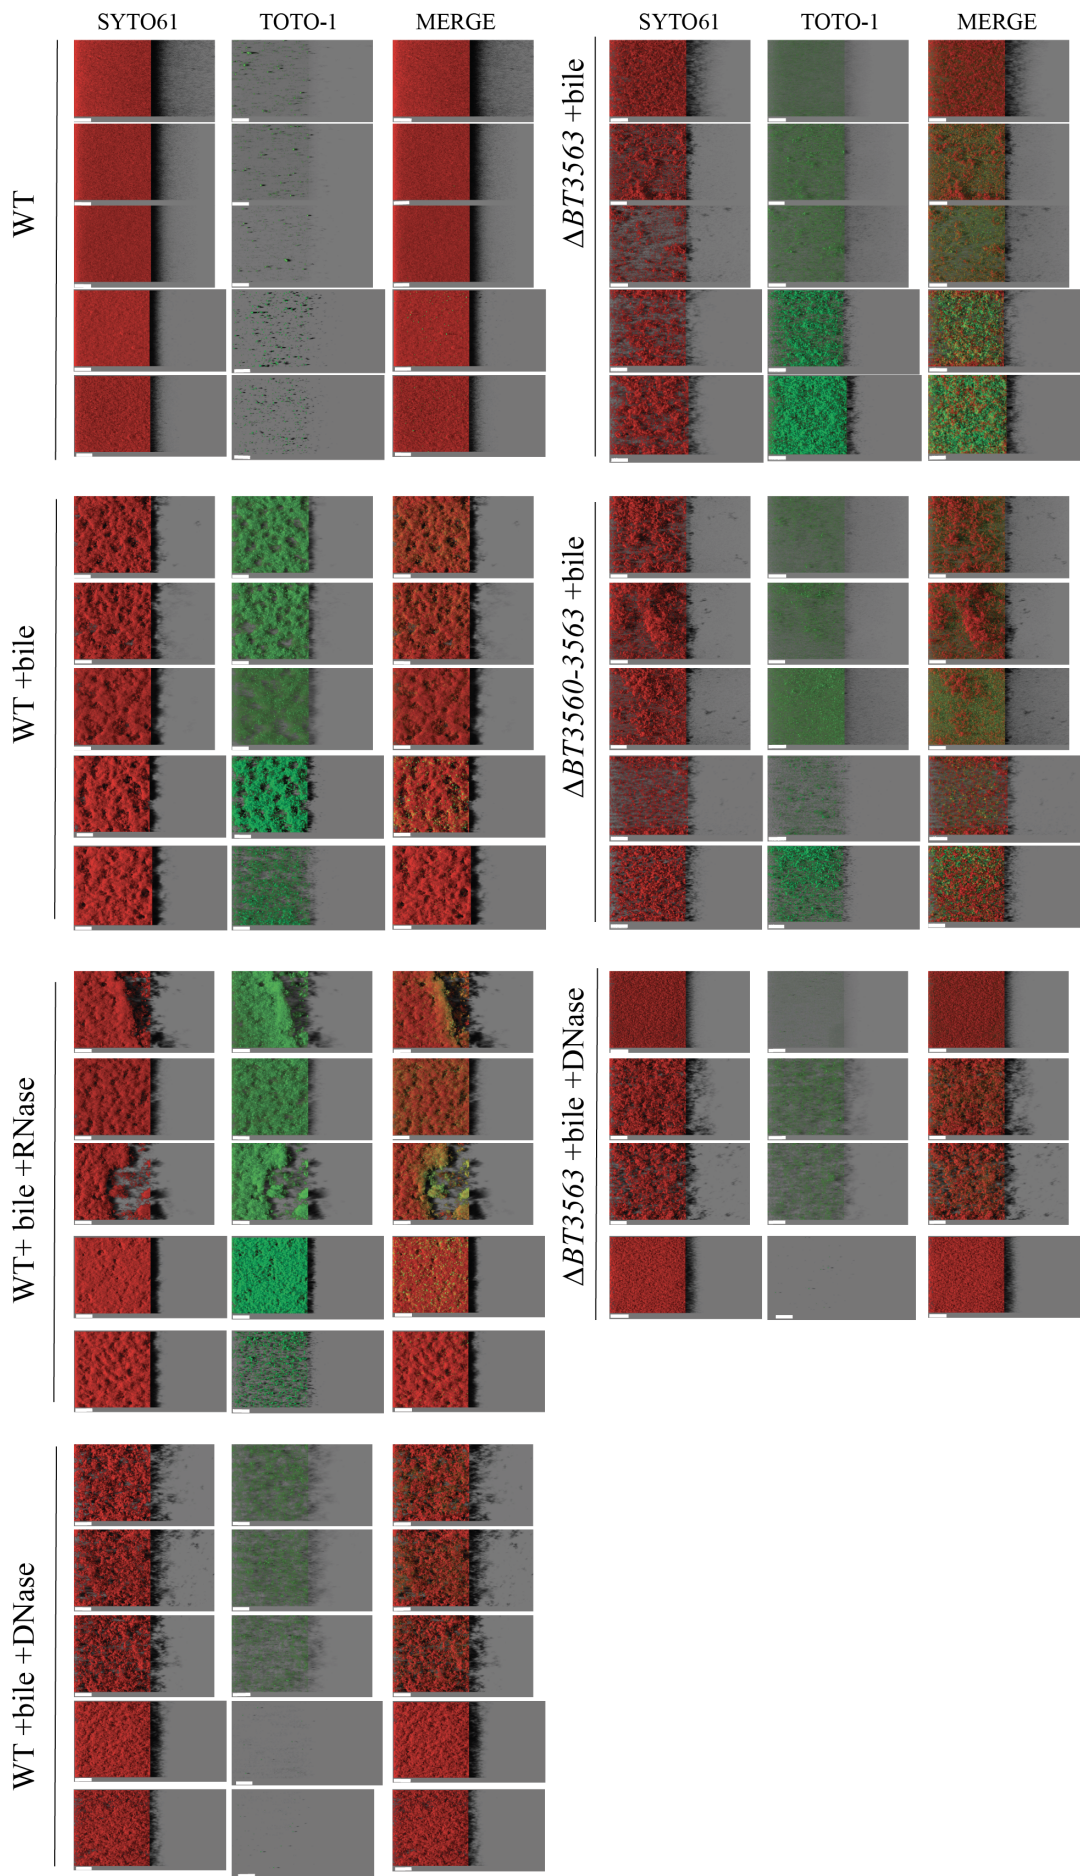 SYTO61 TOTO-1 MERGE
WT
WT +bile
WT+ bile +RNase
WT +bile +DNase
SYTO61 TOTO-1 MERGE
ΔBT3563 +bile
ΔBT3560-3563 +bile
ΔBT3563 +bile +DNase